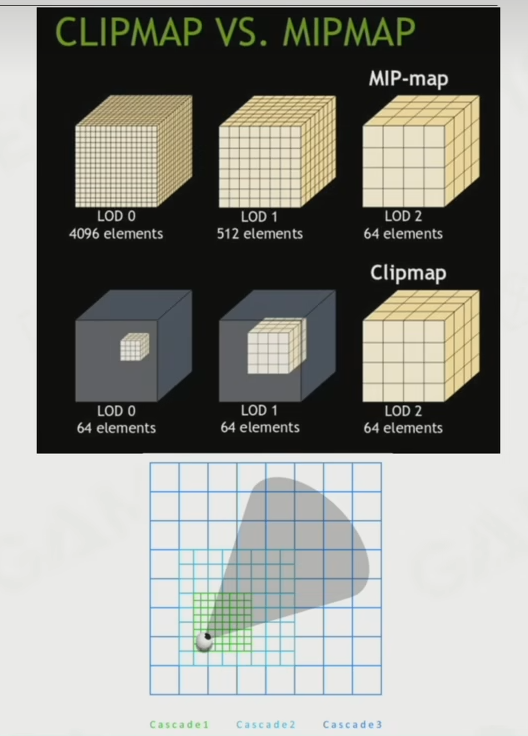 CLIPMAP VS. MIPMAP
MIP-map
LOD 0 LOD 1 LOD 2
4096 elements 512 elements 64 elements
Clipmap
LOD 0 LOD 1 LOD 2
64 elements 64 elements 64 elements
Cascade1 Cascade2 Cascade3